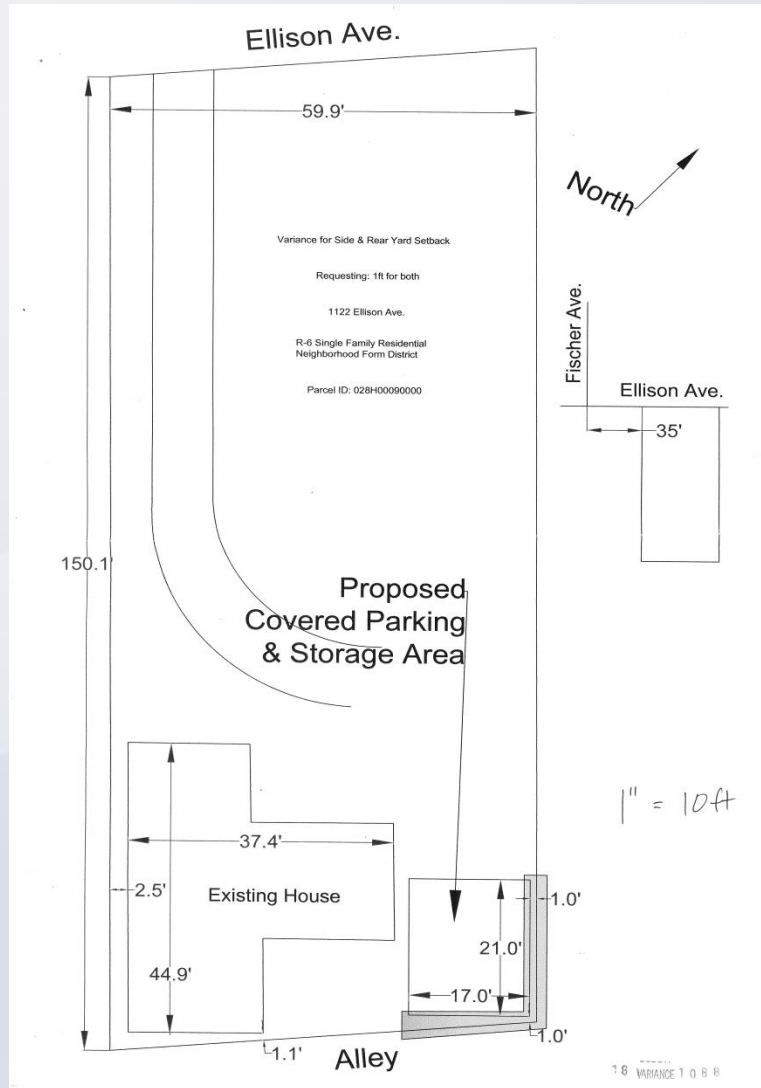 Ellison Ave.
59.9'
North
Variance for Side & Rear Yard Setback
Requesting: 1ft for both
1122 Ellison Ave.
R-6 Single Family Residential
Neighborhood Form District
Parcel ID: 028H00090000
Fischer Ave.
Ellison Ave.
35'
150.1'
Proposed
Covered Parking
& Storage Area
1" = 10ft
37.4'
2.5'
Existing House
1.0'
21.0'
44.9'
17.0'
1.0'
1.1'
Alley
18 VARIANCE 1 0 8 8